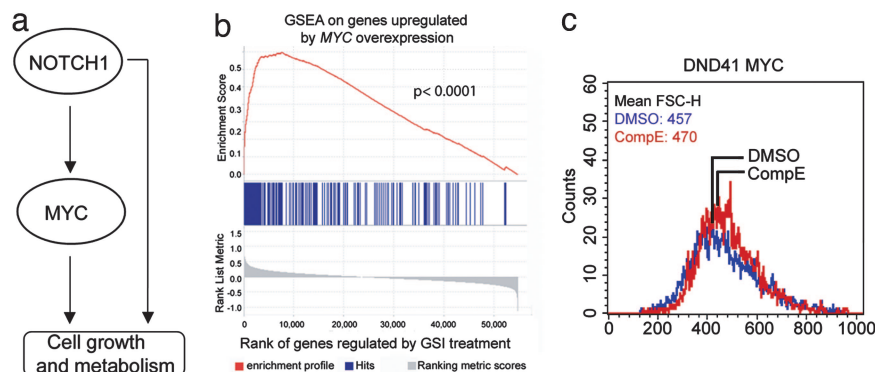 a
NOTCH1
MYC
Cell growth
and metabolism
b
GSEA on genes upregulated
by MYC overexpression
p< 0.0001
Enrichment Score
0.5
0.4
0.3
0.2
0.1
0.0
Rank List Metric
1.5
1.0
0.5
0.0
-0.5
-1.0
0 10,000 20,000 30,000 40,000 50,000
Rank of genes regulated by GSI treatment
enrichment profile Hits Ranking metric scores
c
DND41 MYC
Mean FSC-H
DMSO: 457
CompE: 470
DMSO
CompE
Counts
60
50
40
30
20
10
0
0 200 400 600 800 1000